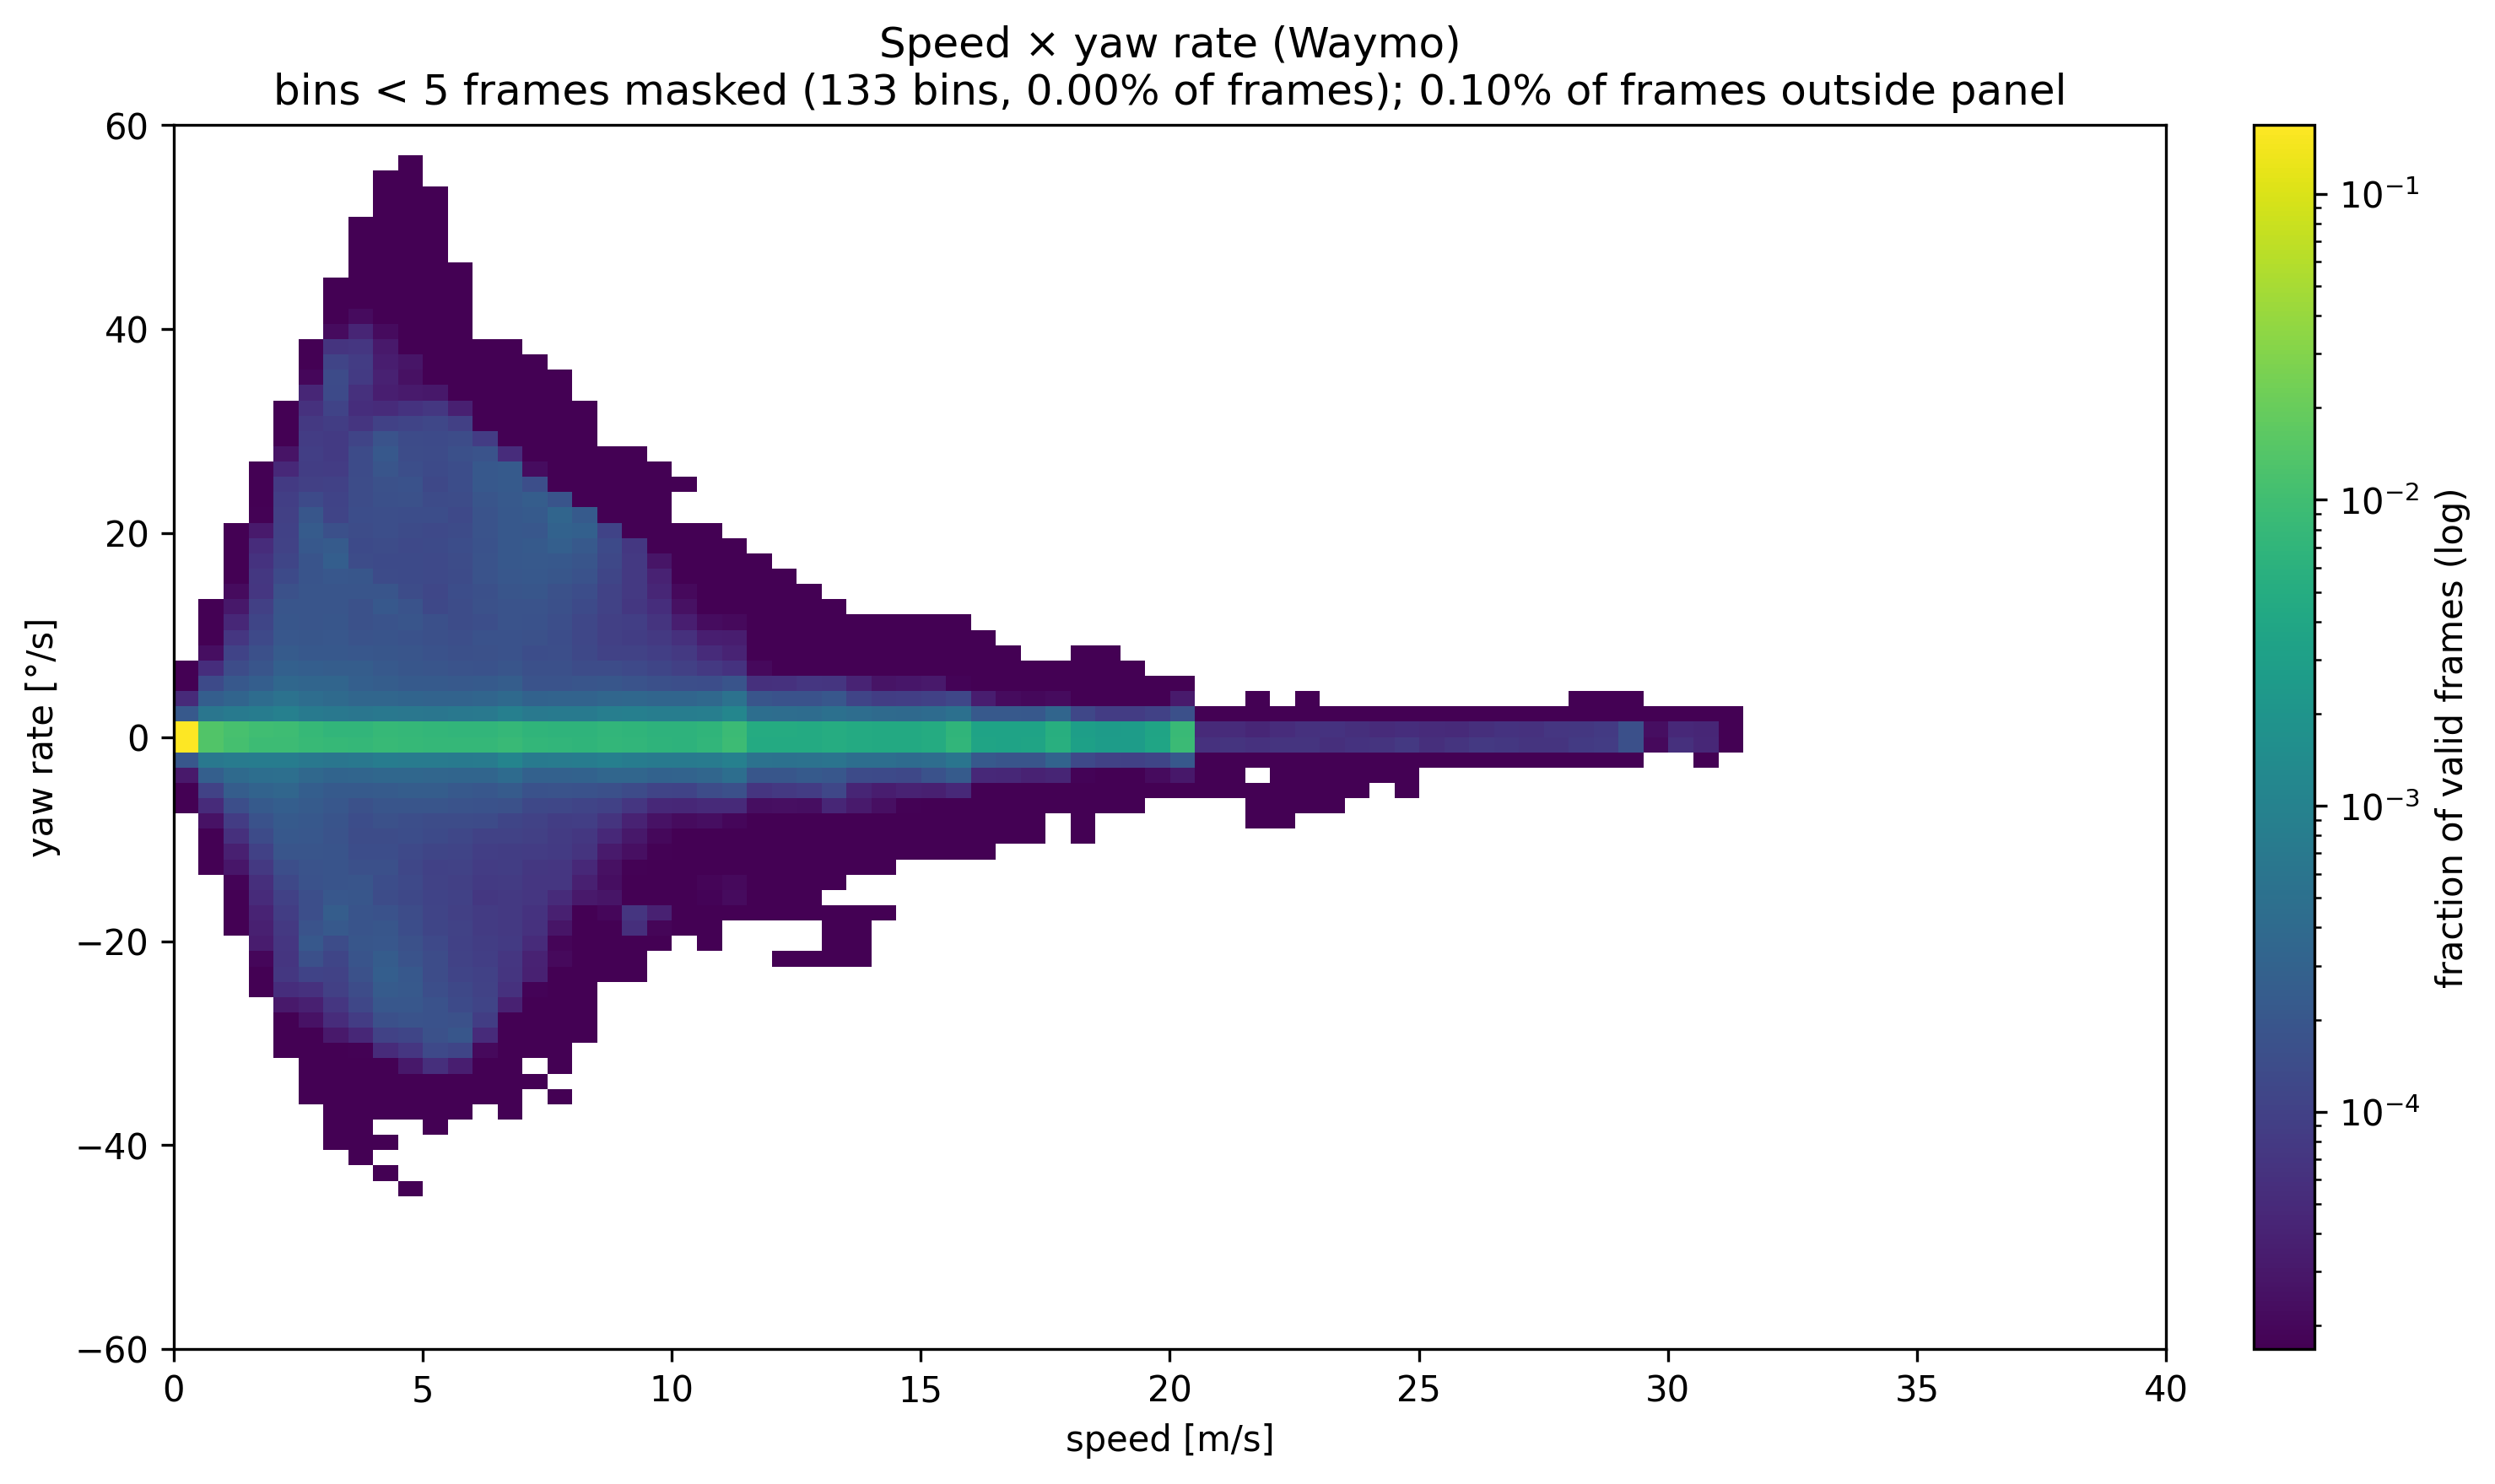 Speed × yaw rate (Waymo)
bins < 5 frames masked (133 bins, 0.00% of frames); 0.10% of frames outside panel
60
40
20
0
−20
−40
−60
yaw rate [°/s]
0 5 10 15 20 25 30 35 40
speed [m/s]
10⁻¹
10⁻²
10⁻³
10⁻⁴
fraction of valid frames (log)